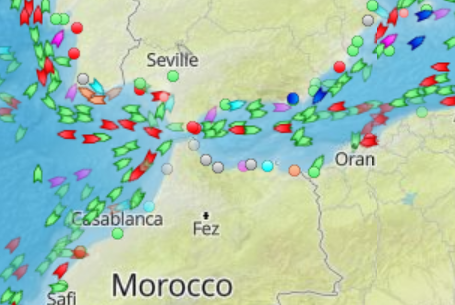 Seville
Oran
Casablanca
Fez
Morocco
Safi